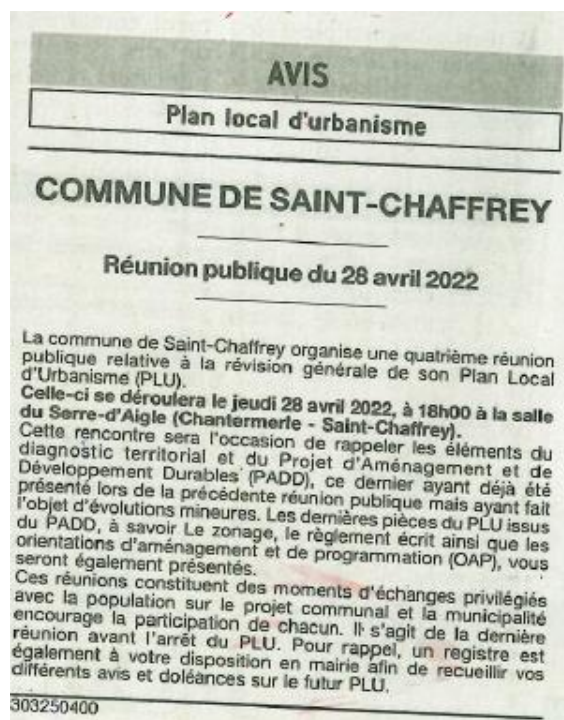 AVIS
Plan local d'urbanisme
COMMUNE DE SAINT-CHAFFREY
Réunion publique du 28 avril 2022
La commune de Saint-Chaffrey organise une quatrième réunion
publique relative à la révision générale de son Plan Local
d'Urbanisme (PLU).
Celle-ci se déroulera le jeudi 28 avril 2022, à 18h00 à la salle
du Serre-d'Aigle (Chantermerle - Saint-Chaffrey).
Cette rencontre sera l'occasion de rappeler les éléments du
diagnostic territorial et du Projet d'Aménagement et de
Développement Durables (PADD), ce dernier ayant déjà été
présenté lors de la précédente réunion publique mais ayant fait
l'objet d'évolutions mineures. Les dernières pièces du PLU issus
du PADD, à savoir Le zonage, le règlement écrit ainsi que les
orientations d'aménagement et de programmation (OAP), vous
seront également présentés.
Ces réunions constituent des moments d'échanges privilégiés
avec la population sur le projet communal et la municipalité
encourage la participation de chacun. Il s'agit de la dernière
réunion avant l'arrêt du PLU. Pour rappel, un registre est
également à votre disposition en mairie afin de recueillir vos
différents avis et doléances sur le futur PLU.
303250400